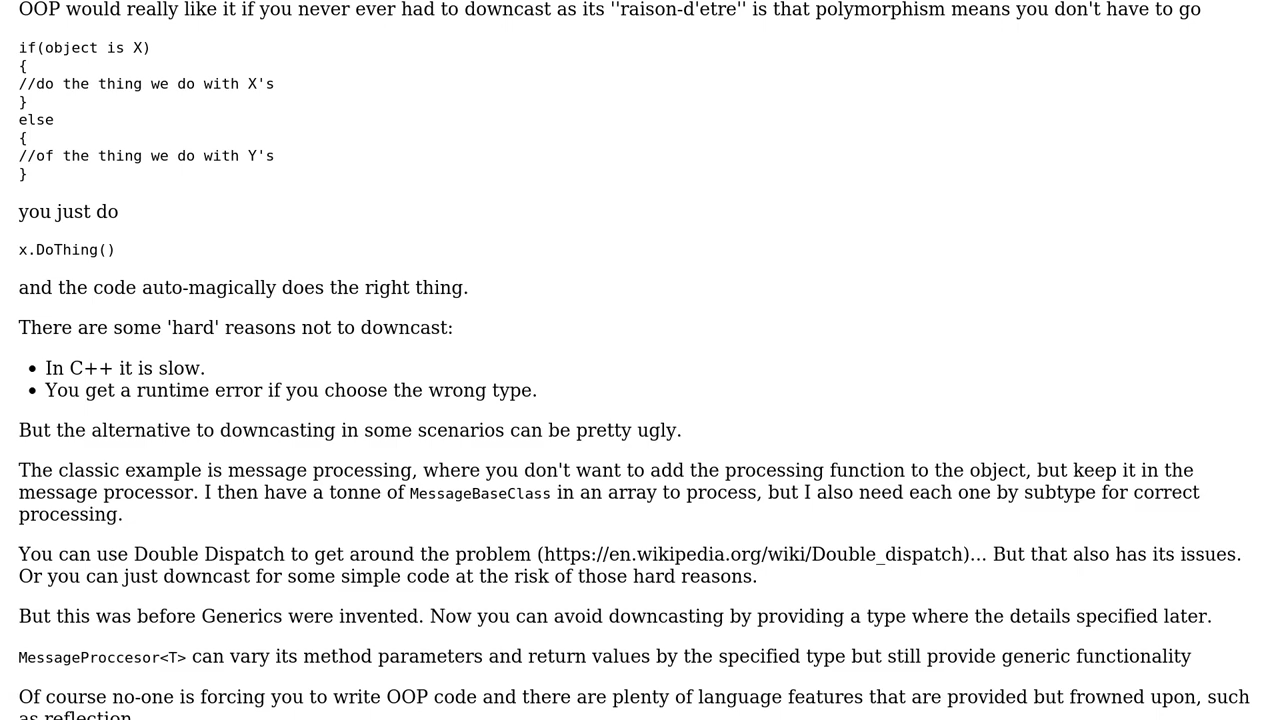 OOP would really like it if you never ever had to downcast as its ''raison-d'etre'' is that polymorphism means you don't have to go
if(object is X)
{
//do the thing we do with X's
}
else
{
//of the thing we do with Y's
}
you just do
x.DoThing()
and the code auto-magically does the right thing.
There are some 'hard' reasons not to downcast:
• In C++ it is slow.
• You get a runtime error if you choose the wrong type.
But the alternative to downcasting in some scenarios can be pretty ugly.
The classic example is message processing, where you don't want to add the processing function to the object, but keep it in the
message processor. I then have a tonne of MessageBaseClass in an array to process, but I also need each one by subtype for correct
processing.
You can use Double Dispatch to get around the problem (https://en.wikipedia.org/wiki/Double_dispatch)... But that also has its issues.
Or you can just downcast for some simple code at the risk of those hard reasons.
But this was before Generics were invented. Now you can avoid downcasting by providing a type where the details specified later.
MessageProccesor<T> can vary its method parameters and return values by the specified type but still provide generic functionality
Of course no-one is forcing you to write OOP code and there are plenty of language features that are provided but frowned upon, such
as reflection.